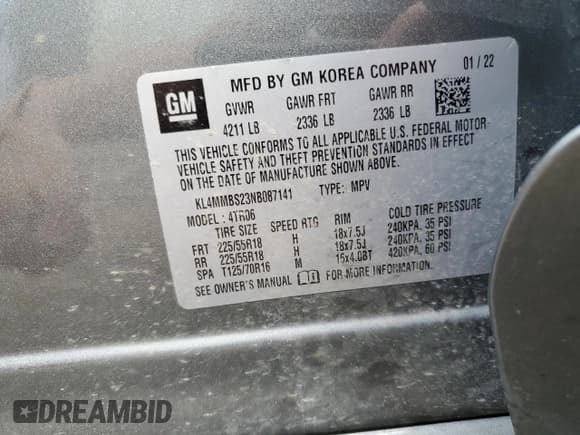 GM
MFD BY GM KOREA COMPANY 01 / 22
GVWR GAWR FRT GAWR RR
4211 LB 2336 LB 2336 LB
THIS VEHICLE CONFORMS TO ALL APPLICABLE U.S. FEDERAL MOTOR
VEHICLE SAFETY AND THEFT PREVENTION STANDARDS IN EFFECT
ON THE DATE OF MANUFACTURE SHOWN ABOVE.
KL4MMBS23NB087141 TYPE: MPV
MODEL: 4TR06
TIRE SIZE SPEED RTG RIM COLD TIRE PRESSURE
FRT 225/55R18 H 18x7.5J 240KPA, 35 PSI
RR 225/55R18 H 18x7.5J 240KPA, 35 PSI
SPA T125/70R16 M 16x4.0BT 420KPA, 60 PSI
SEE OWNER'S MANUAL FOR MORE INFORMATION.
DREAMBID